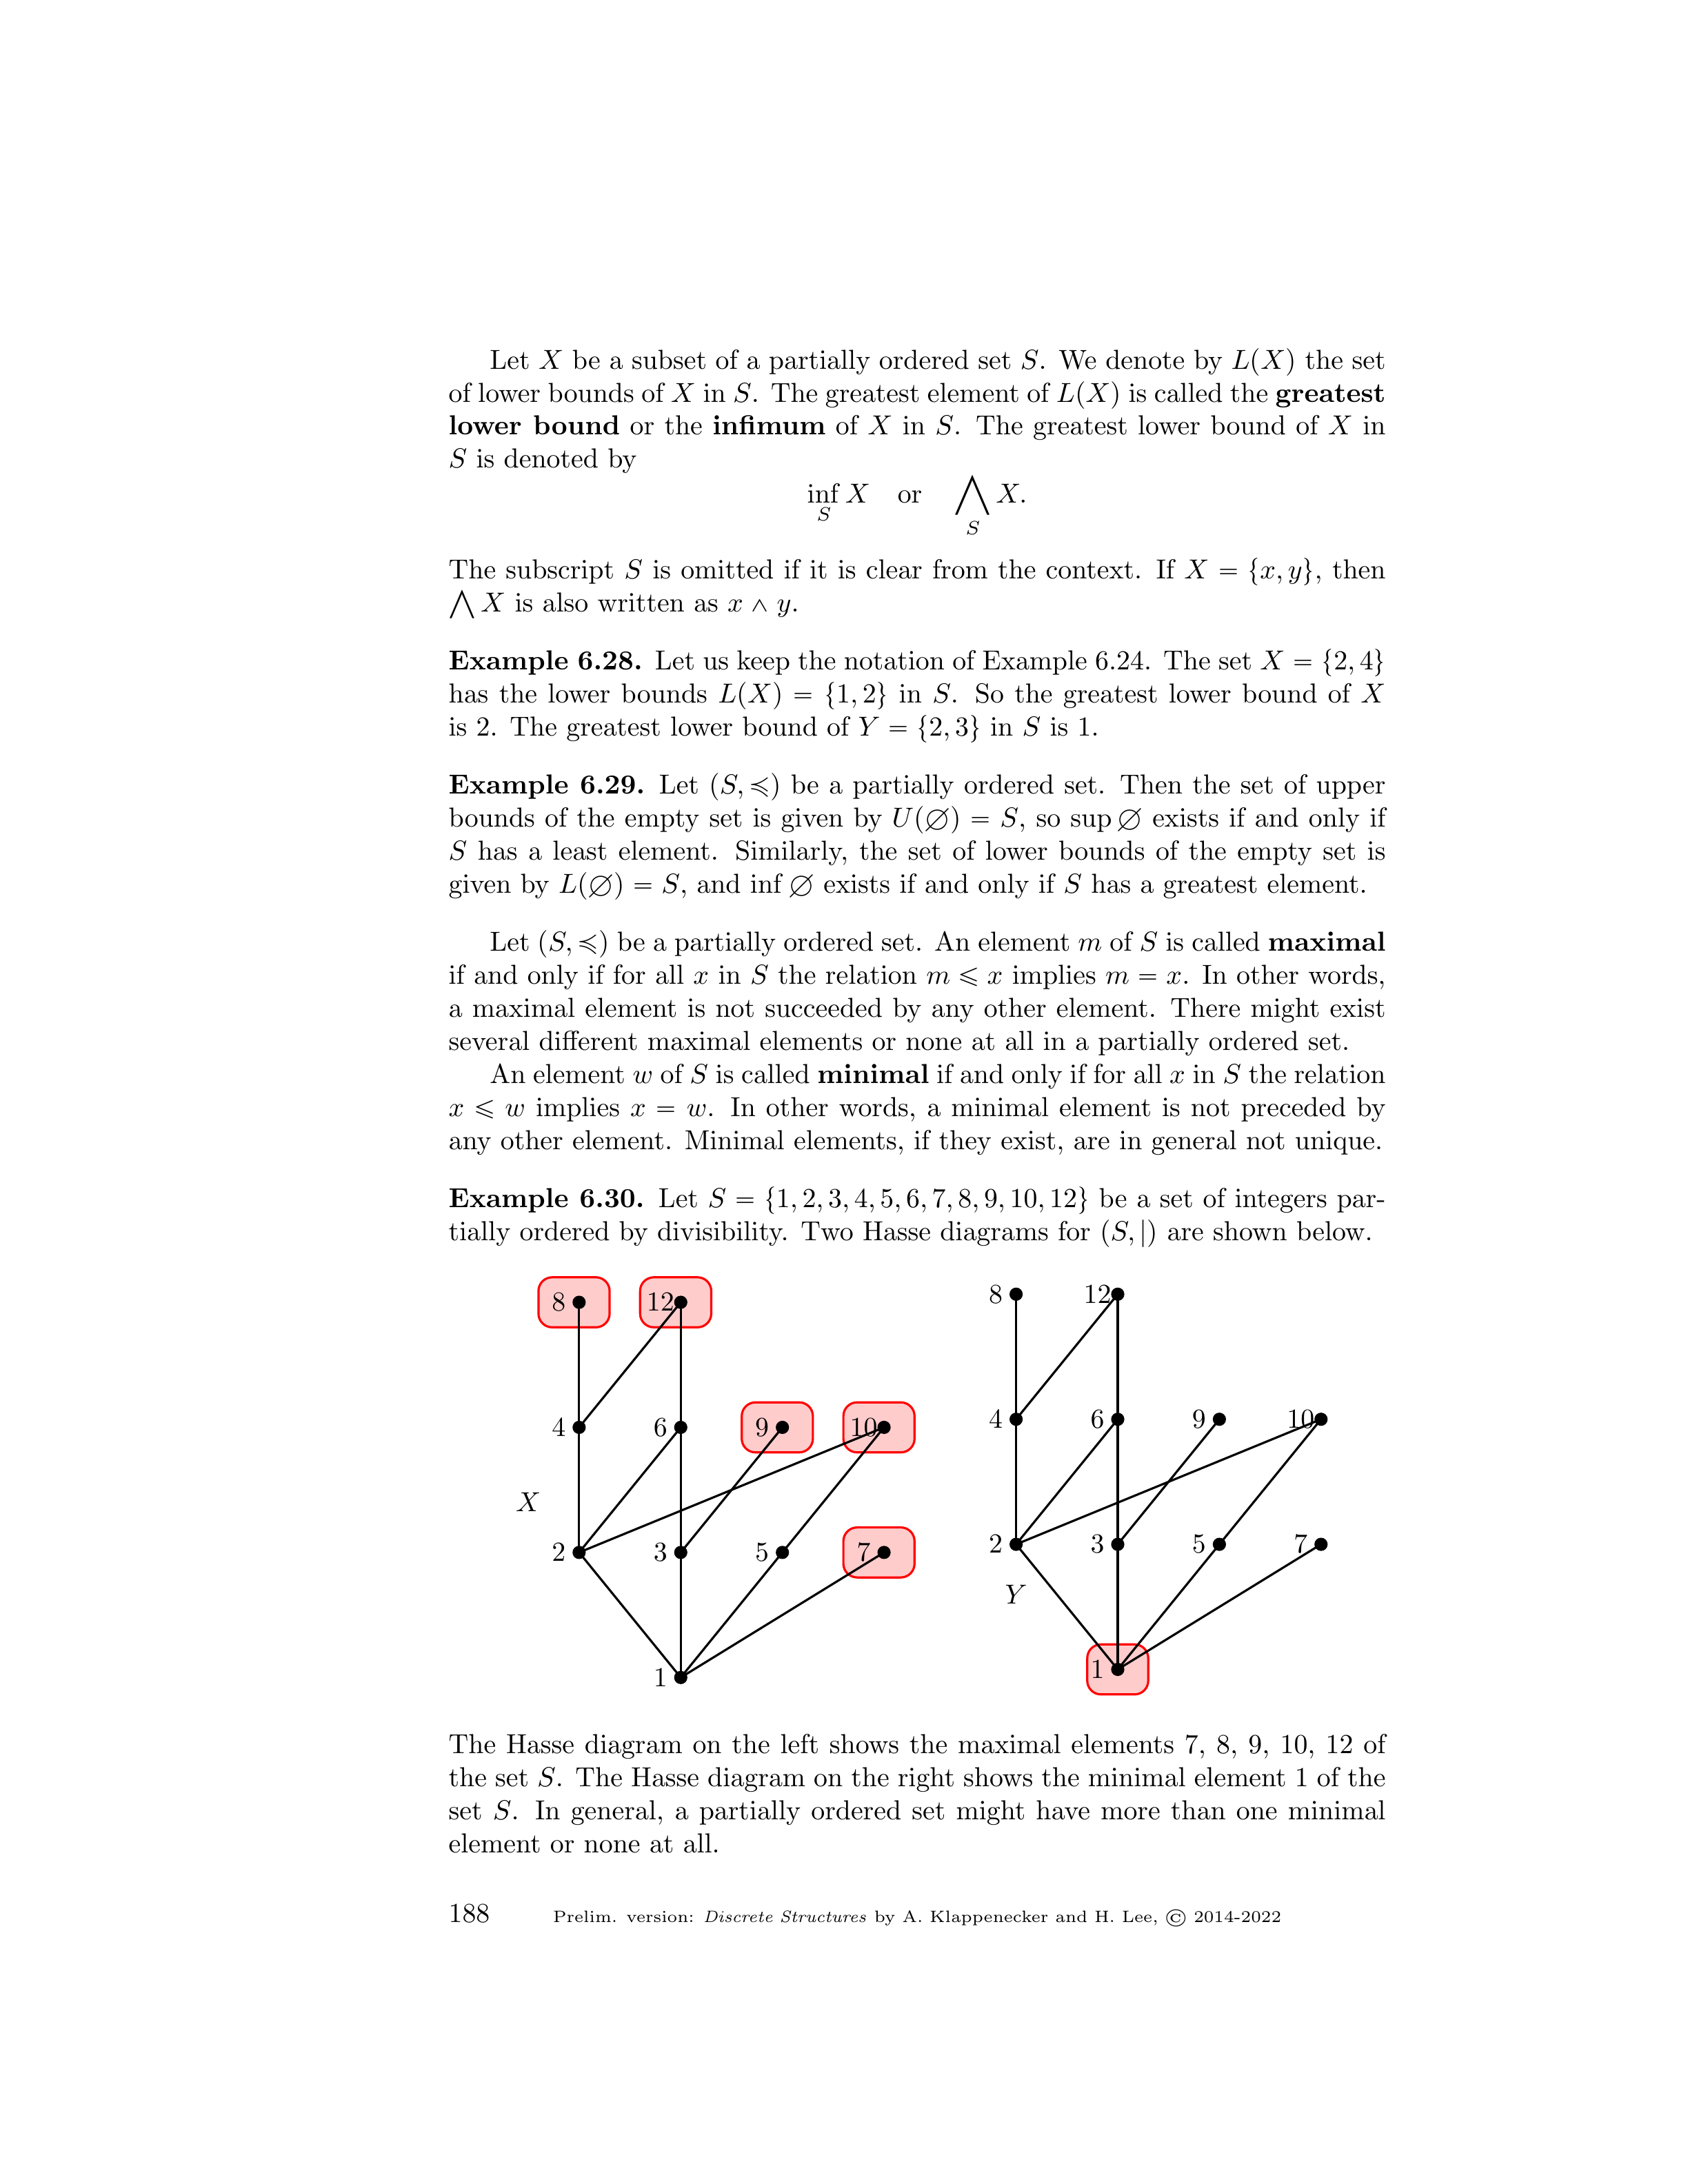 Let X be a subset of a partially ordered set S. We denote by L(X) the set
of lower bounds of X in S. The greatest element of L(X) is called the greatest
lower bound or the infimum of X in S. The greatest lower bound of X in
S is denoted by
inf_S X or ⋀_S X.
The subscript S is omitted if it is clear from the context. If X = {x, y}, then
⋀ X is also written as x ∧ y.
Example 6.28. Let us keep the notation of Example 6.24. The set X = {2, 4}
has the lower bounds L(X) = {1, 2} in S. So the greatest lower bound of X
is 2. The greatest lower bound of Y = {2, 3} in S is 1.
Example 6.29. Let (S, ≼) be a partially ordered set. Then the set of upper
bounds of the empty set is given by U(∅) = S, so sup ∅ exists if and only if
S has a least element. Similarly, the set of lower bounds of the empty set is
given by L(∅) = S, and inf ∅ exists if and only if S has a greatest element.
Let (S, ≼) be a partially ordered set. An element m of S is called maximal
if and only if for all x in S the relation m ⩽ x implies m = x. In other words,
a maximal element is not succeeded by any other element. There might exist
several different maximal elements or none at all in a partially ordered set.
An element w of S is called minimal if and only if for all x in S the relation
x ⩽ w implies x = w. In other words, a minimal element is not preceded by
any other element. Minimal elements, if they exist, are in general not unique.
Example 6.30. Let S = {1, 2, 3, 4, 5, 6, 7, 8, 9, 10, 12} be a set of integers par-
tially ordered by divisibility. Two Hasse diagrams for (S, |) are shown below.
8 12
4 6 9 10
X
2 3 5 7
1
8 12
4 6 9 10
2 3 5 7
Y
1
The Hasse diagram on the left shows the maximal elements 7, 8, 9, 10, 12 of
the set S. The Hasse diagram on the right shows the minimal element 1 of the
set S. In general, a partially ordered set might have more than one minimal
element or none at all.
188 Prelim. version: Discrete Structures by A. Klappenecker and H. Lee, © 2014-2022